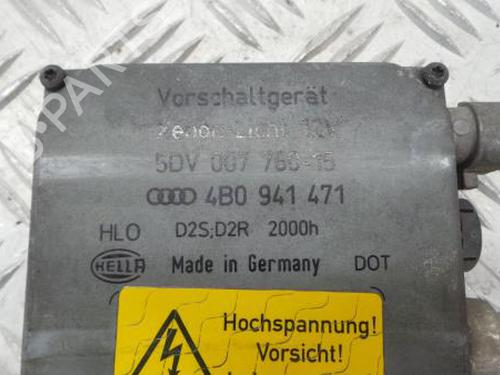 Vorschaltgerät
Xenon-Licht 12V
5DV 007 760-15
4B0 941 471
HLO D2S;D2R 2000h
HELLA Made in Germany DOT
Hochspannung!
Vorsicht!